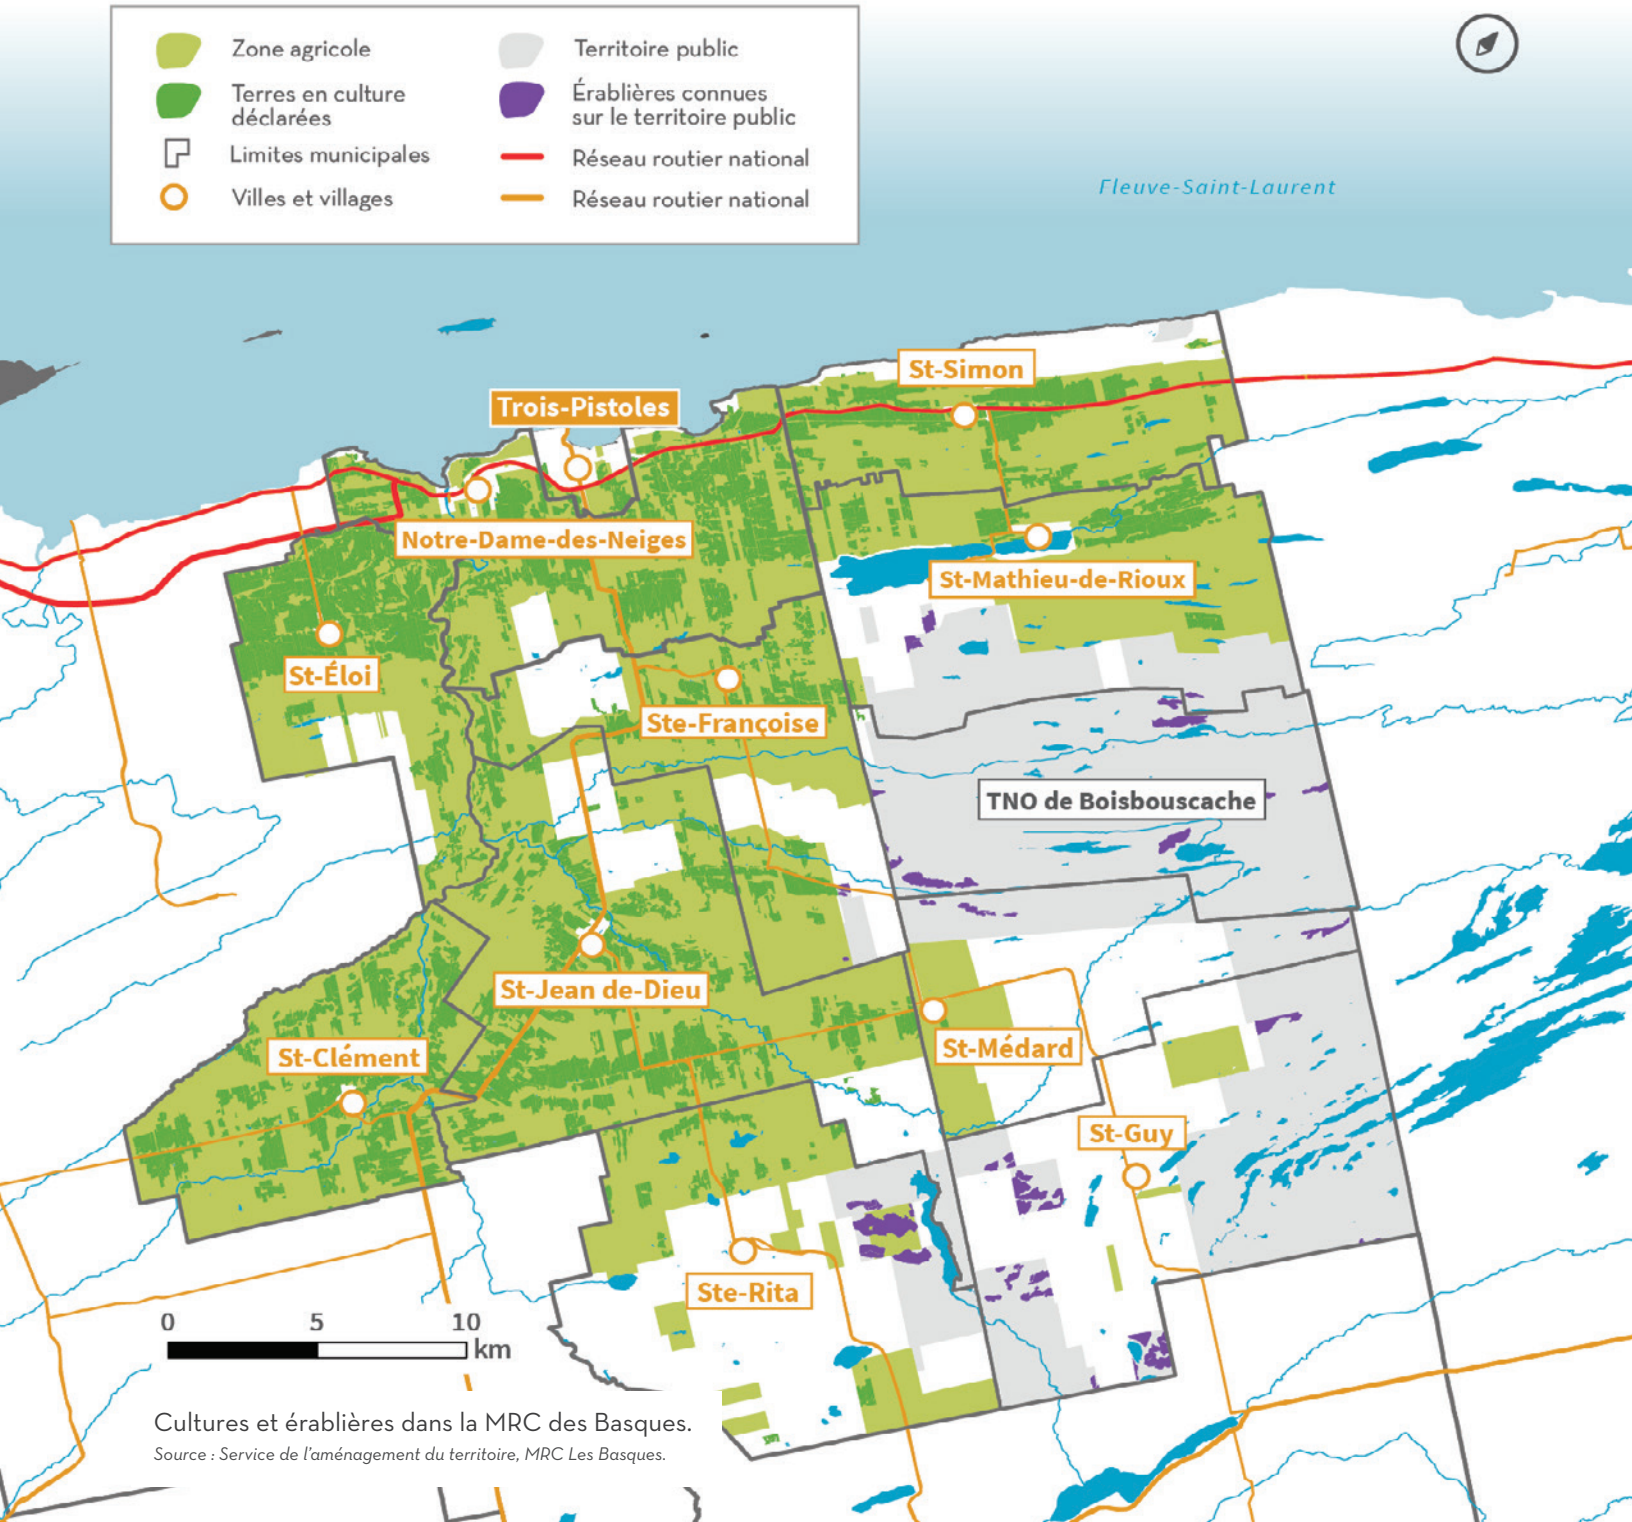 Zone agricole
Terres en culture
déclarées
Limites municipales
Villes et villages
Territoire public
Érablières connues
sur le territoire public
Réseau routier national
Réseau routier national
Fleuve-Saint-Laurent
St-Simon
Trois-Pistoles
Notre-Dame-des-Neiges
St-Mathieu-de-Rioux
St-Éloi
Ste-Françoise
TNO de Boisbouscache
St-Jean de-Dieu
St-Médard
St-Clément
St-Guy
Ste-Rita
0 5 10
km
Cultures et érablières dans la MRC des Basques.
Source : Service de l'aménagement du territoire, MRC Les Basques.